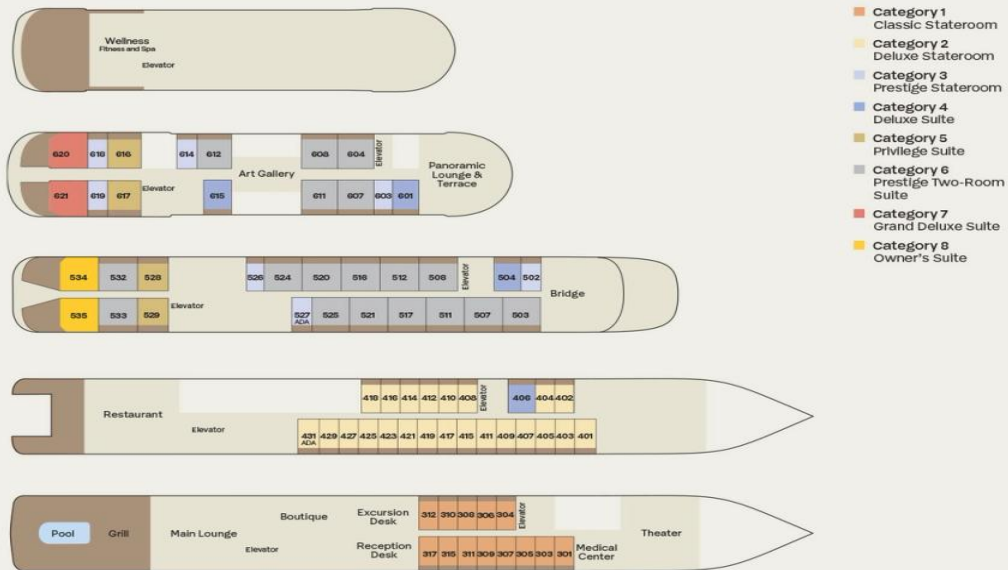 Wellness
Fitness and Spa
Elevator
620 618 616 614 612 608 604 Elevator
Elevator
Art Gallery
Panoramic
Lounge &
Terrace
621 619 617 615 611 607 603 601
534 532 528 526 524 520 516 512 508 Elevator 504 502
Elevator
Bridge
535 533 529 527 525 521 517 511 507 503
ADA
418 416 414 412 410 408 Elevator 406 404 402
Restaurant
Elevator
431 429 427 425 423 421 419 417 415 411 409 407 405 403 401
ADA
312 310 308 306 304 Elevator
Pool
Grill
Main Lounge
Boutique
Elevator
Excursion
Desk
Reception
Desk
317 315 311 309 307 305 303 301
Medical
Center
Theater
Category 1
Classic Stateroom
Category 2
Deluxe Stateroom
Category 3
Prestige Stateroom
Category 4
Deluxe Suite
Category 5
Privilege Suite
Category 6
Prestige Two-Room
Suite
Category 7
Grand Deluxe Suite
Category 8
Owner's Suite